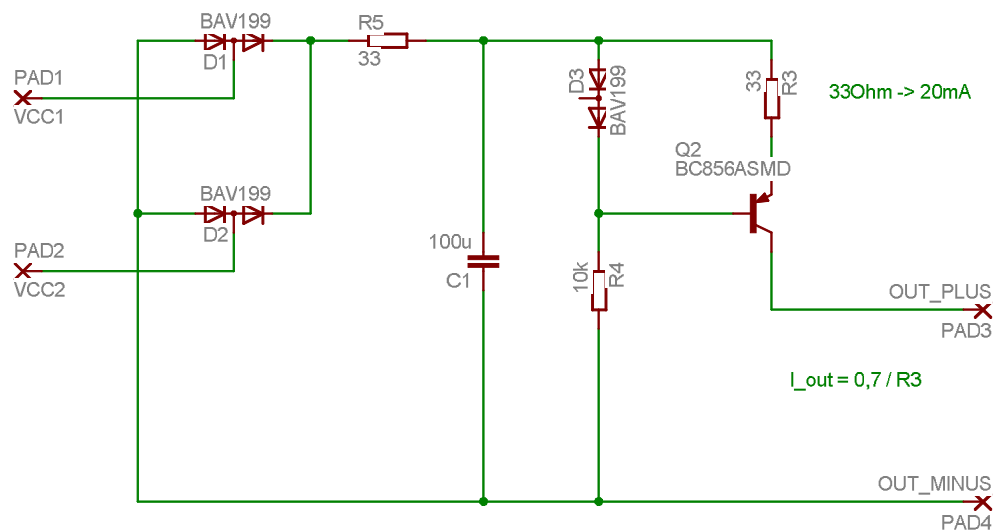 BAV199
D1
R5
33
PAD1
VCC1
D3
BAV199
33
R3
33Ohm -> 20mA
Q2
BC856ASMD
BAV199
D2
PAD2
VCC2
100u
C1
10k
R4
OUT_PLUS
PAD3
I_out = 0,7 / R3
OUT_MINUS
PAD4